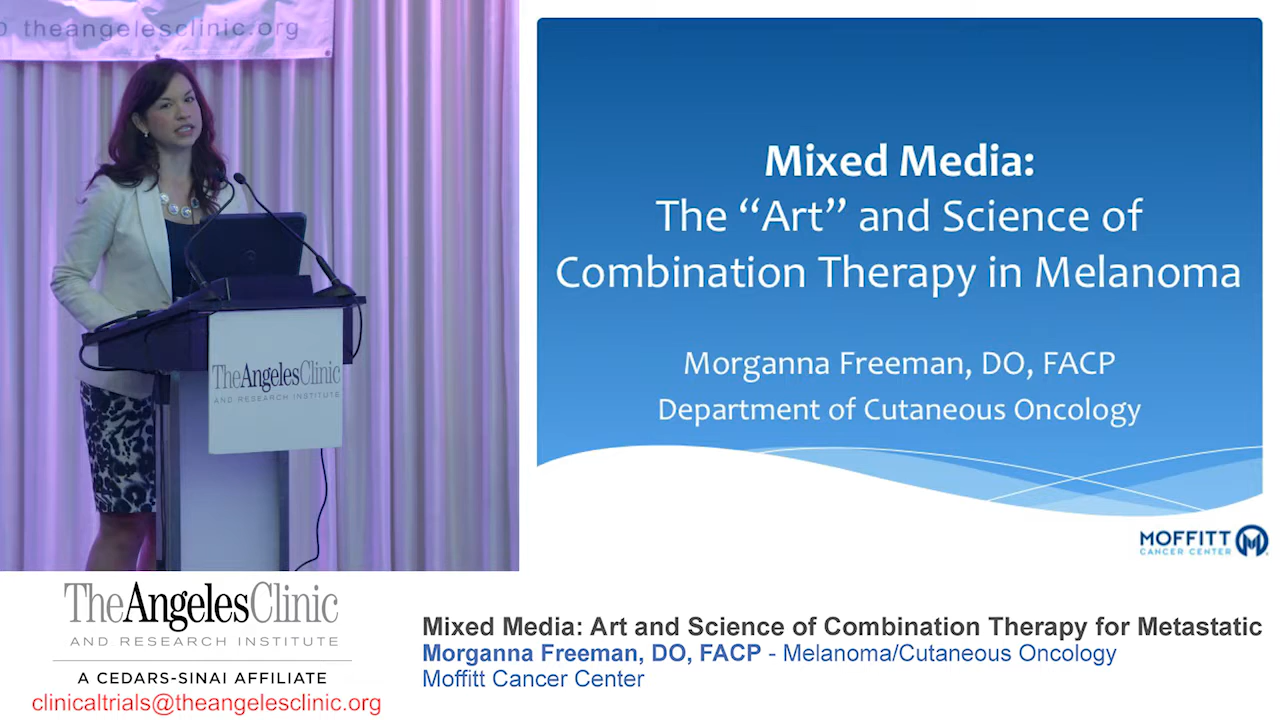 theangelesclinic.org
TheAngelesClinic
AND RESEARCH INSTITUTE
Mixed Media:
The “Art” and Science of
Combination Therapy in Melanoma
Morganna Freeman, DO, FACP
Department of Cutaneous Oncology
MOFFITT
CANCER CENTER
TheAngelesClinic
AND RESEARCH INSTITUTE
A CEDARS-SINAI AFFILIATE
clinicaltrials@theangelesclinic.org
Mixed Media: Art and Science of Combination Therapy for Metastatic
Morganna Freeman, DO, FACP - Melanoma/Cutaneous Oncology
Moffitt Cancer Center